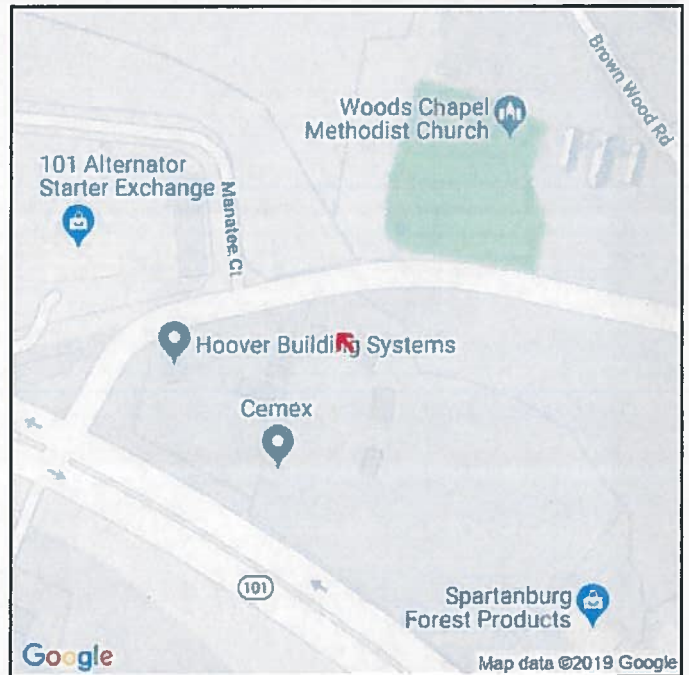 Brown Wood Rd
Woods Chapel
Methodist Church
101 Alternator
Starter Exchange
Manatee Ct
Hoover Building Systems
Cemex
101
Spartanburg
Forest Products
Google
Map data ©2019 Google